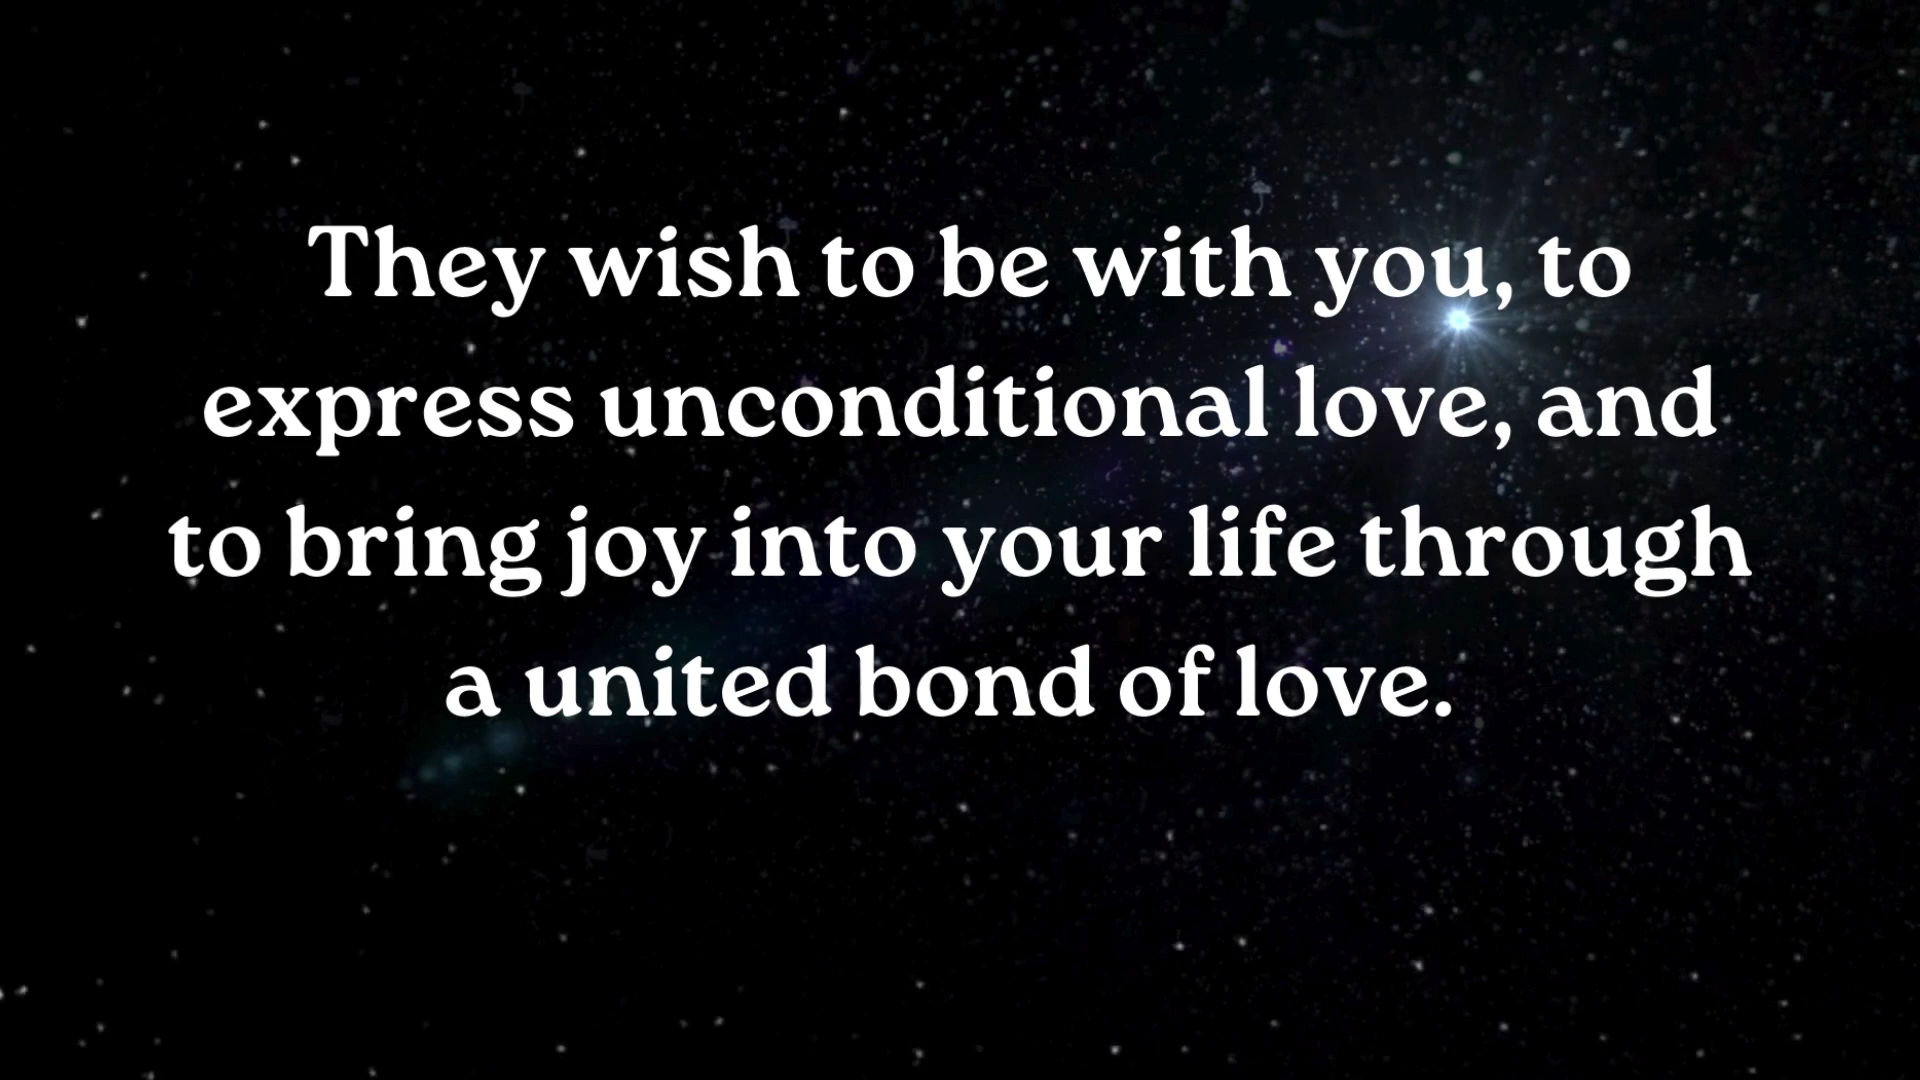 They wish to be with you, to
express unconditional love, and
to bring joy into your life through
a united bond of love.